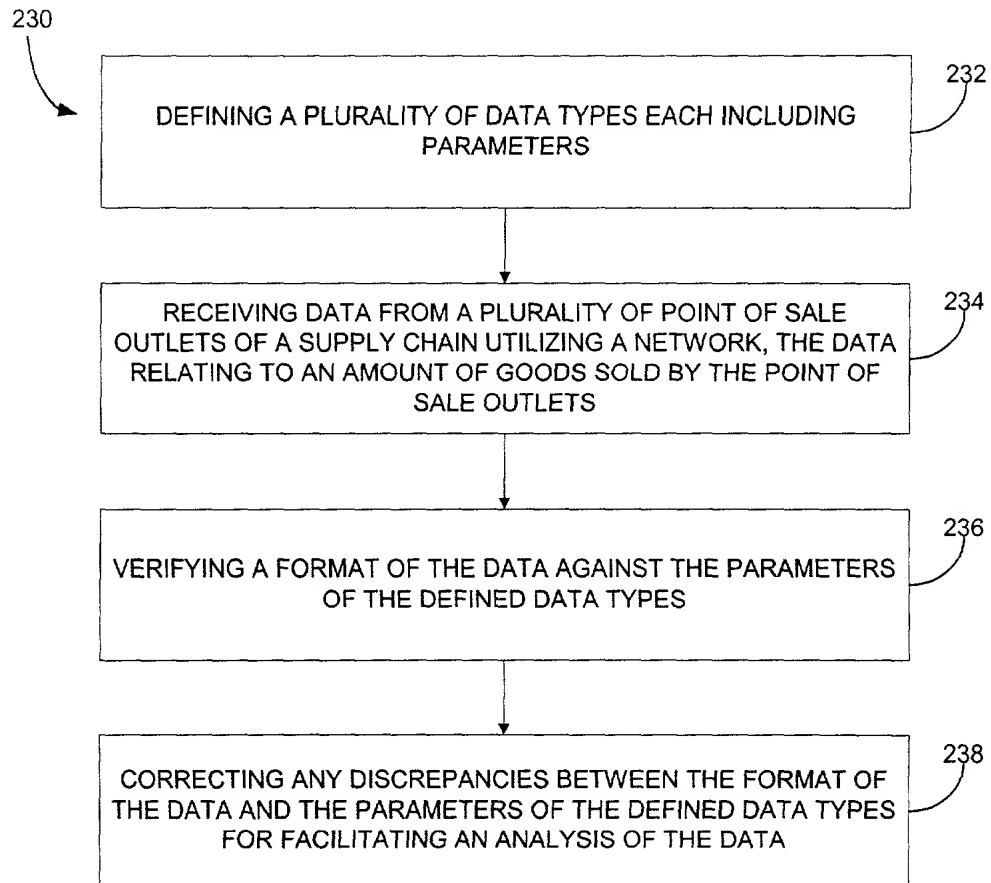 230
232
DEFINING A PLURALITY OF DATA TYPES EACH INCLUDING
PARAMETERS
234
RECEIVING DATA FROM A PLURALITY OF POINT OF SALE
OUTLETS OF A SUPPLY CHAIN UTILIZING A NETWORK, THE DATA
RELATING TO AN AMOUNT OF GOODS SOLD BY THE POINT OF
SALE OUTLETS
236
VERIFYING A FORMAT OF THE DATA AGAINST THE PARAMETERS
OF THE DEFINED DATA TYPES
238
CORRECTING ANY DISCREPANCIES BETWEEN THE FORMAT OF
THE DATA AND THE PARAMETERS OF THE DEFINED DATA TYPES
FOR FACILITATING AN ANALYSIS OF THE DATA